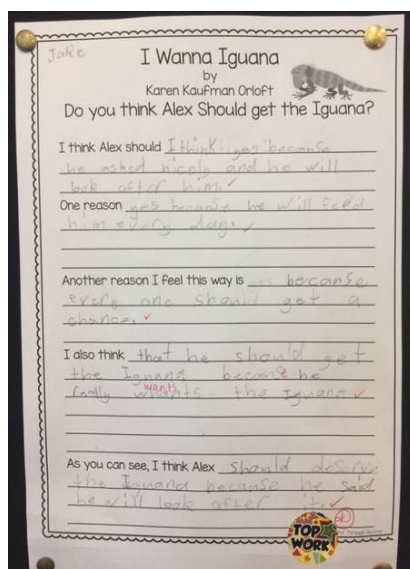 Jake
I Wanna Iguana
by
Karen Kaufman Orloft
Do you think Alex Should get the Iguana?
I think Alex should I think yes because
he asked nicely and he will
look after him.
One reason yes because he will feed
him every day.
Another reason I feel this way is yes because
every one should get a
chance.
I also think that he should get
the Iguana because he
really wants the Iguana
As you can see, I think Alex should deserve
the Iguana because he said
he will look after it.
TOP
WORK